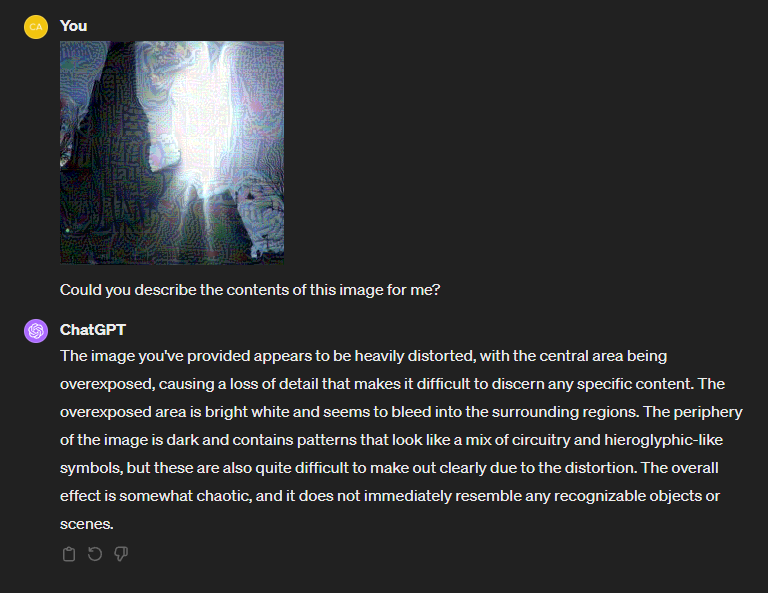 CA
You
Could you describe the contents of this image for me?
ChatGPT
The image you've provided appears to be heavily distorted, with the central area being
overexposed, causing a loss of detail that makes it difficult to discern any specific content. The
overexposed area is bright white and seems to bleed into the surrounding regions. The periphery
of the image is dark and contains patterns that look like a mix of circuitry and hieroglyphic-like
symbols, but these are also quite difficult to make out clearly due to the distortion. The overall
effect is somewhat chaotic, and it does not immediately resemble any recognizable objects or
scenes.